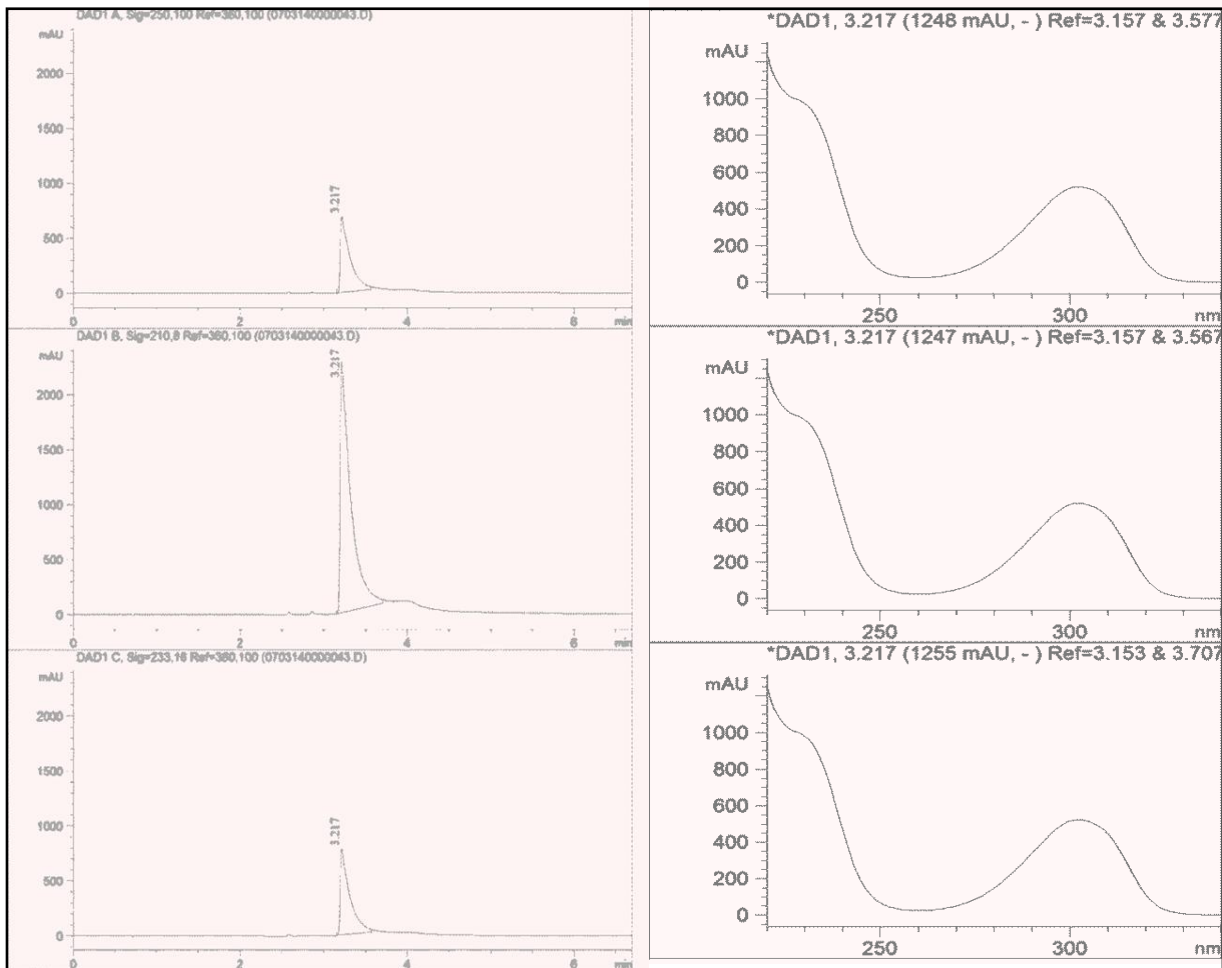 DAD1 A, Sig=250,100 Ref=360,100 (0703140000043.D)
mAU
2000
1500
1000
500
0
3.217
0 2 4 6 min
*DAD1, 3.217 (1248 mAU, - ) Ref=3.157 & 3.577
mAU
1000
800
600
400
200
0
250 300 nm
DAD1 B, Sig=210,8 Ref=360,100 (0703140000043.D)
mAU
2000
1500
1000
500
0
3.217
0 2 4 6 min
*DAD1, 3.217 (1247 mAU, - ) Ref=3.157 & 3.567
mAU
1000
800
600
400
200
0
250 300 nm
DAD1 C, Sig=233,16 Ref=360,100 (0703140000043.D)
mAU
2000
1500
1000
500
0
3.217
0 2 4 6 min
*DAD1, 3.217 (1255 mAU, - ) Ref=3.153 & 3.707
mAU
1000
800
600
400
200
0
250 300 nm